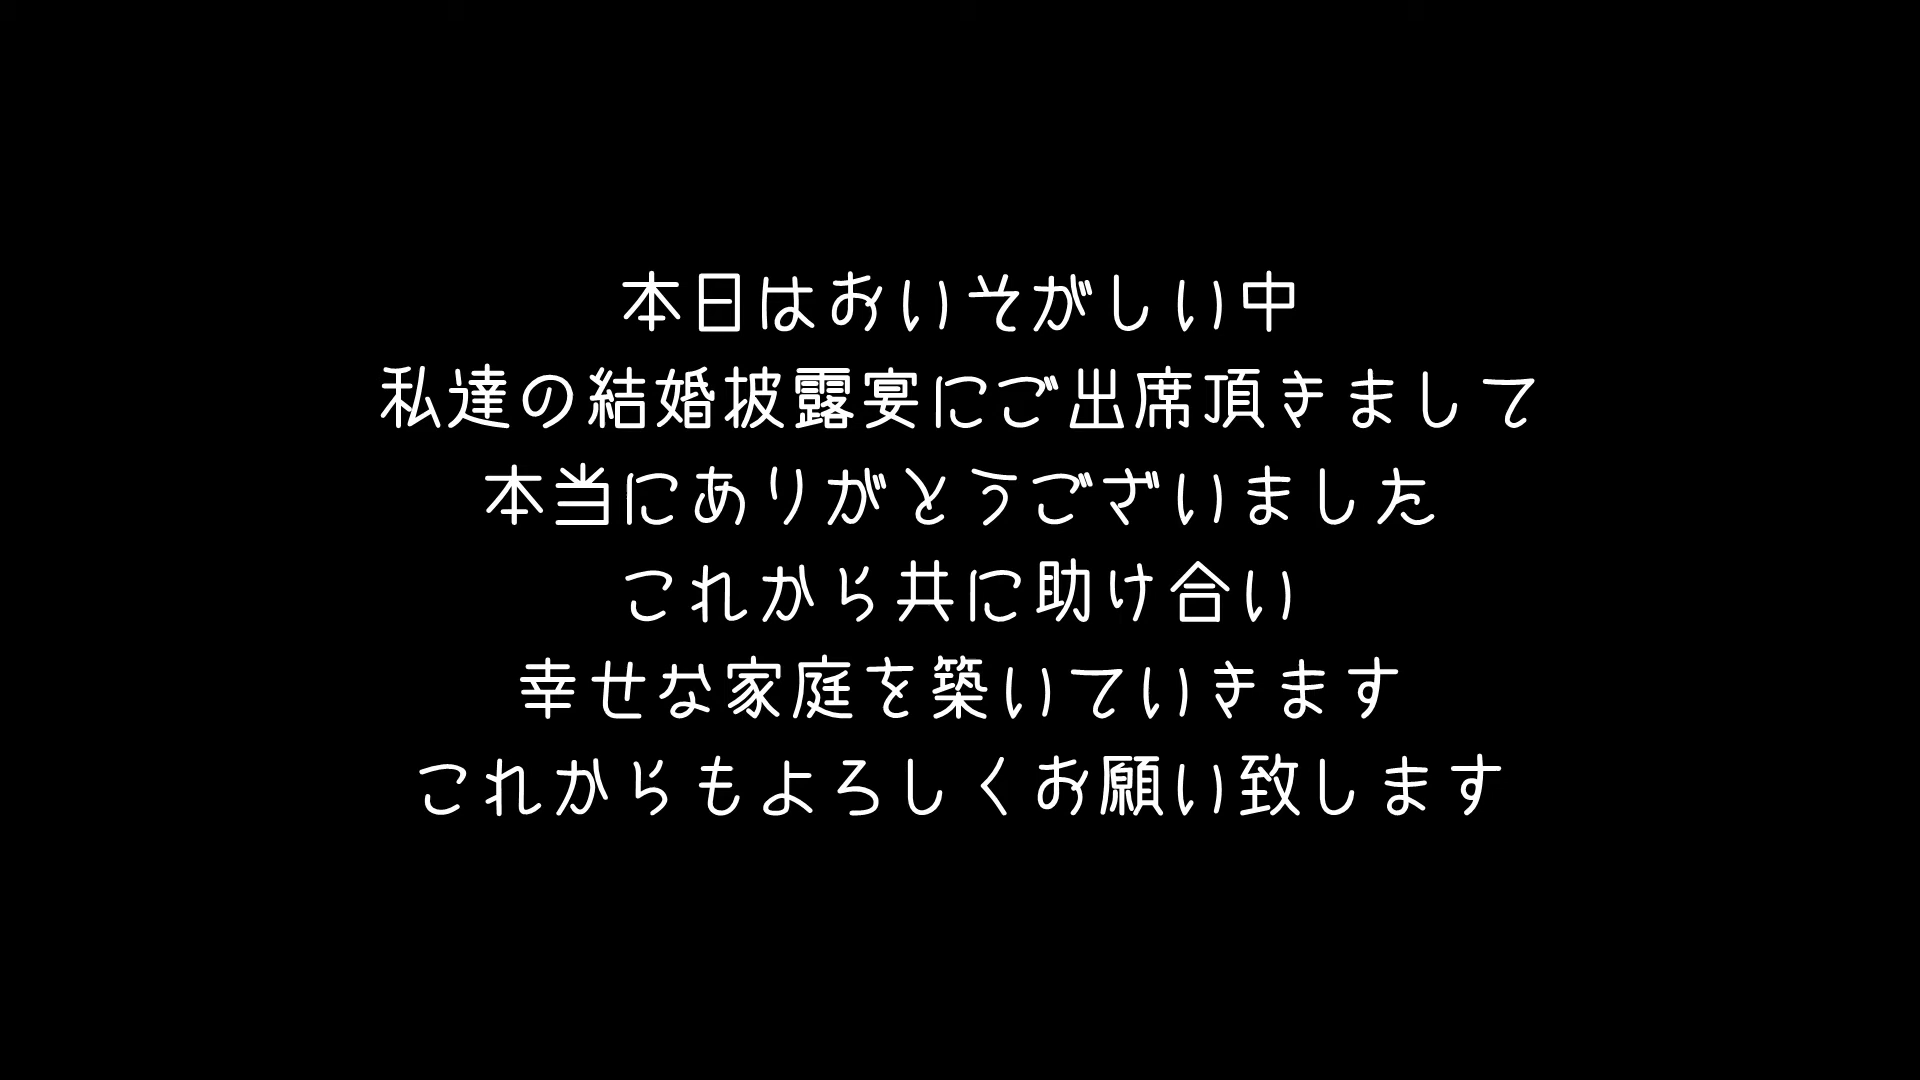 本日はおいそがしい中
私達の結婚披露宴にご出席頂きまして
本当にありがとうございました
これから共に助け合い
幸せな家庭を築いていきます
これからもよろしくお願い致します